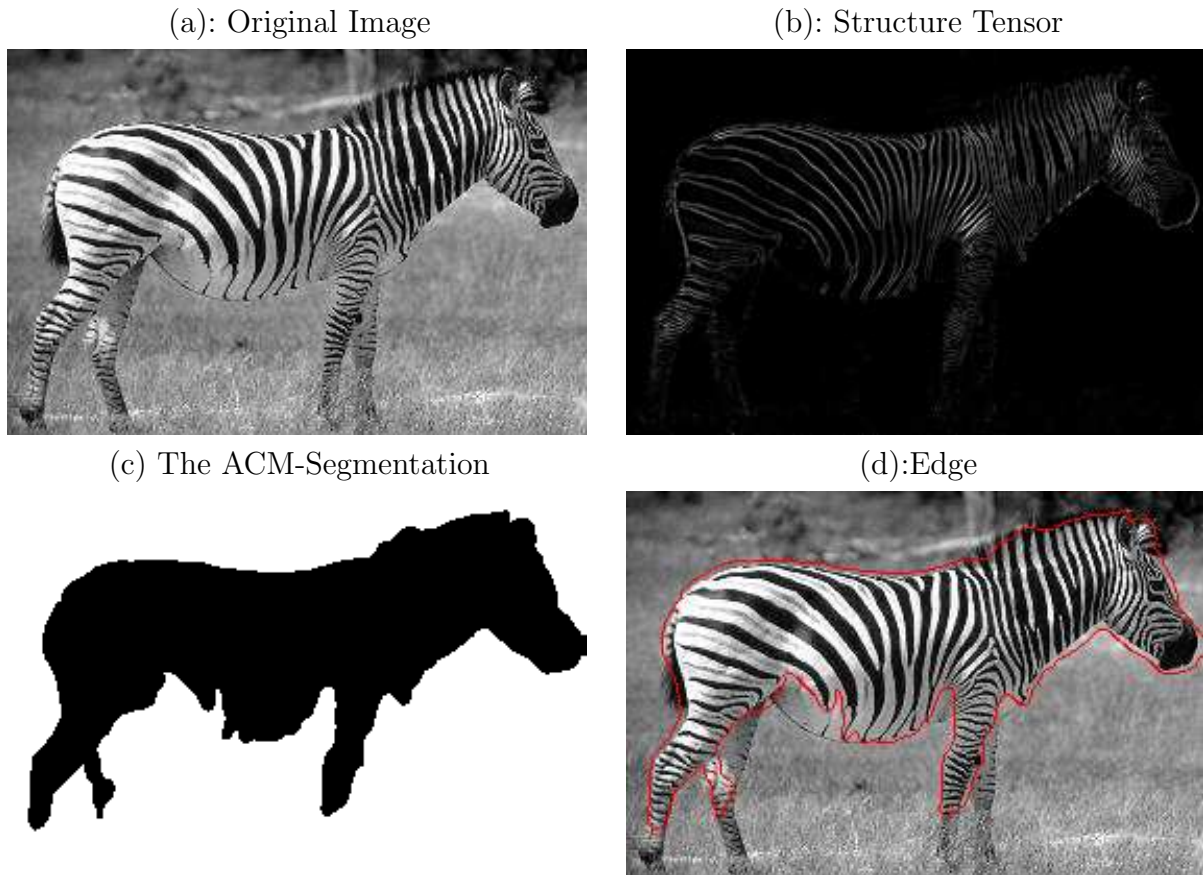 (a): Original Image
(b): Structure Tensor
(c) The ACM-Segmentation
(d):Edge